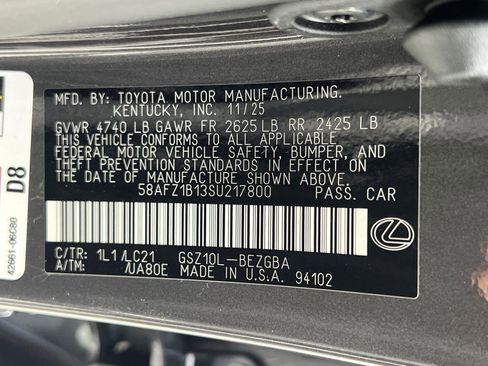 MFD. BY: TOYOTA MOTOR MANUFACTURING.
KENTUCKY, INC. 11/25
GVWR 4740 LB GAWR FR 2625 LB RR 2425 LB
THIS VEHICLE CONFORMS TO ALL APPLICABLE
FEDERAL MOTOR VEHICLE SAFETY, BUMPER, AND
THEFT PREVENTION STANDARDS IN EFFECT
ON THE DATE OF MANUFACTURE SHOWN ABOVE.
58AFZ1B13SU217800 PASS. CAR
C/TR: 1L1/LC21 GSZ10L-BEZGBA
A/TM: /UA80E MADE IN U.S.A. 94102
D8
42661-06C80